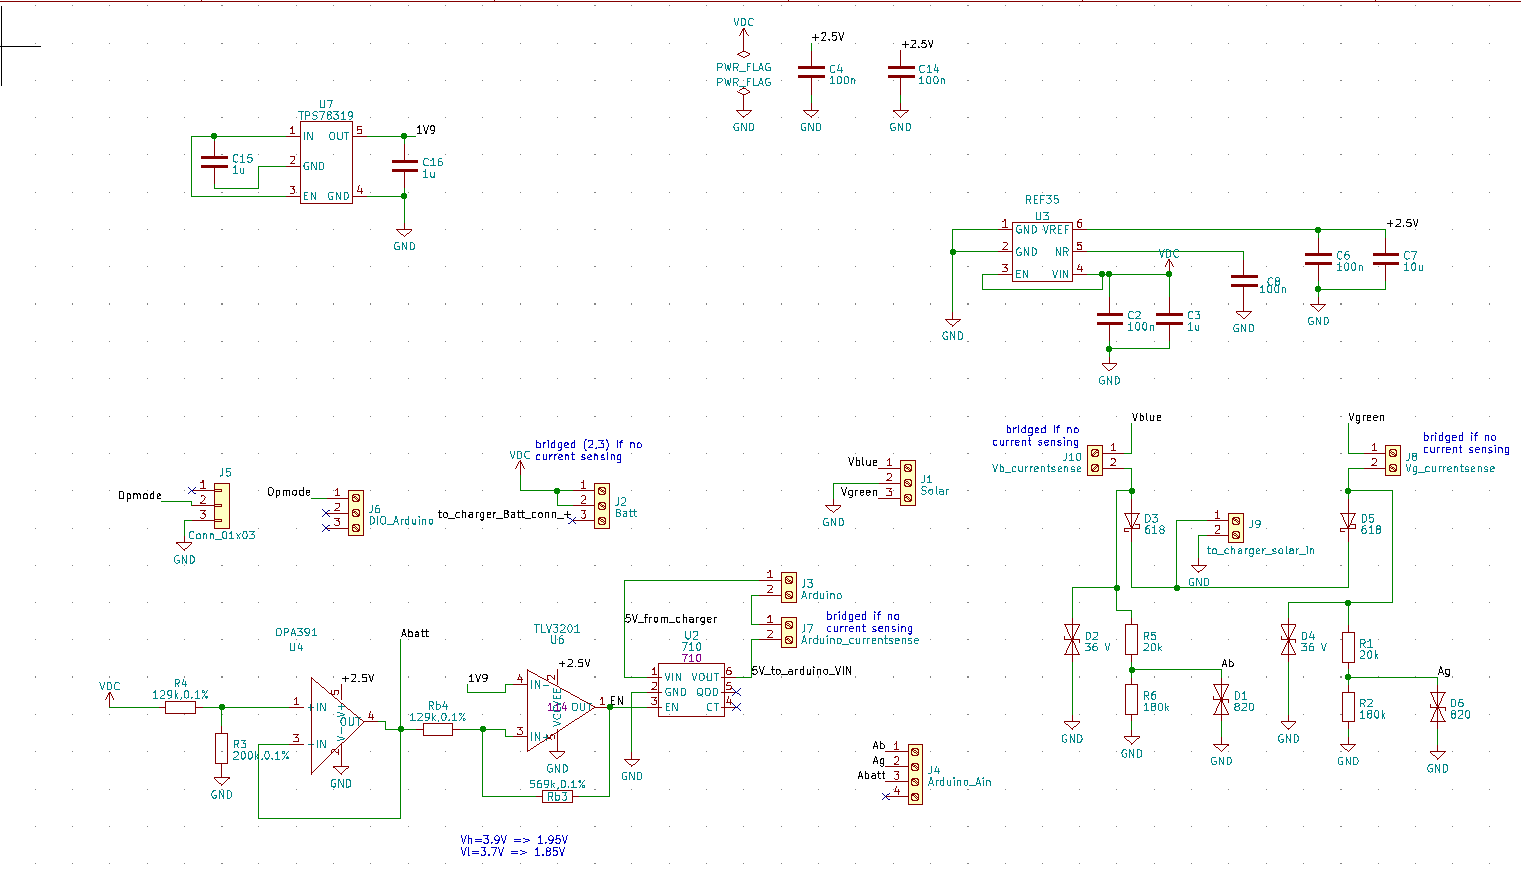 VDC
PWR_FLAG
PWR_FLAG
GND
+2.5V
C4
100n
GND
+2.5V
C14
100n
GND
U7
TPS78319
1 IN OUT 5
2 GND
3 EN GND 4
C15
1u
1V9
C16
1u
GND
REF35
U3
1 GND VREF 6
2 GND NR 5
3 EN VIN 4
GND
VDC
C2
100n
C3
1u
GND
C8
100n
GND
+2.5V
C6
100n
C7
10u
GND
J5
1
2
3
Opmode
Conn_01x03
GND
Opmode
1
2
3
J6
DIO_Arduino
bridged (2,3) if no
current sensing
VDC
1
2
3
to_charger_Batt_conn_+
J2
Batt
Vblue 1
2
Vgreen 3
J1
Solar
GND
Vblue
bridged if no
current sensing
1
2
J10
Vb_currentsense
Vgreen
bridged if no
current sensing
1
2
J8
Vg_currentsense
D3
618
1
2
J9
to_charger_solar_in
GND
D5
618
D2
36 V
GND
R5
20k
Ab
R6
180k
GND
D1
820
GND
D4
36 V
GND
R1
20k
Ag
R2
180k
GND
D6
820
GND
1
2
J3
Arduino
bridged if no
current sensing
1
2
J7
Arduino_currentsense
5V_from_charger
U2
710
710
5V_to_arduino_VIN
1 VIN VOUT 6
2 GND QOD 5
3 EN CT 4
GND
OPA391
U4
Abatt
VDC
R4
129k,0.1%
R3
200k,0.1%
GND
+2.5V
1 +IN
3 -IN
OUT 4
V+ 5
V- 2
GND
Rb4
129k,0.1%
TLV3201
U6
+2.5V
1V9
4 IN-
3 IN+
VCC
VEE
2
5
OUT 1
EN
GND
569k,0.1%
Rb3
Vh=3.9V => 1.95V
Vl=3.7V => 1.85V
Ab 1
Ag 2
Abatt 3
4
J4
Arduino_Ain